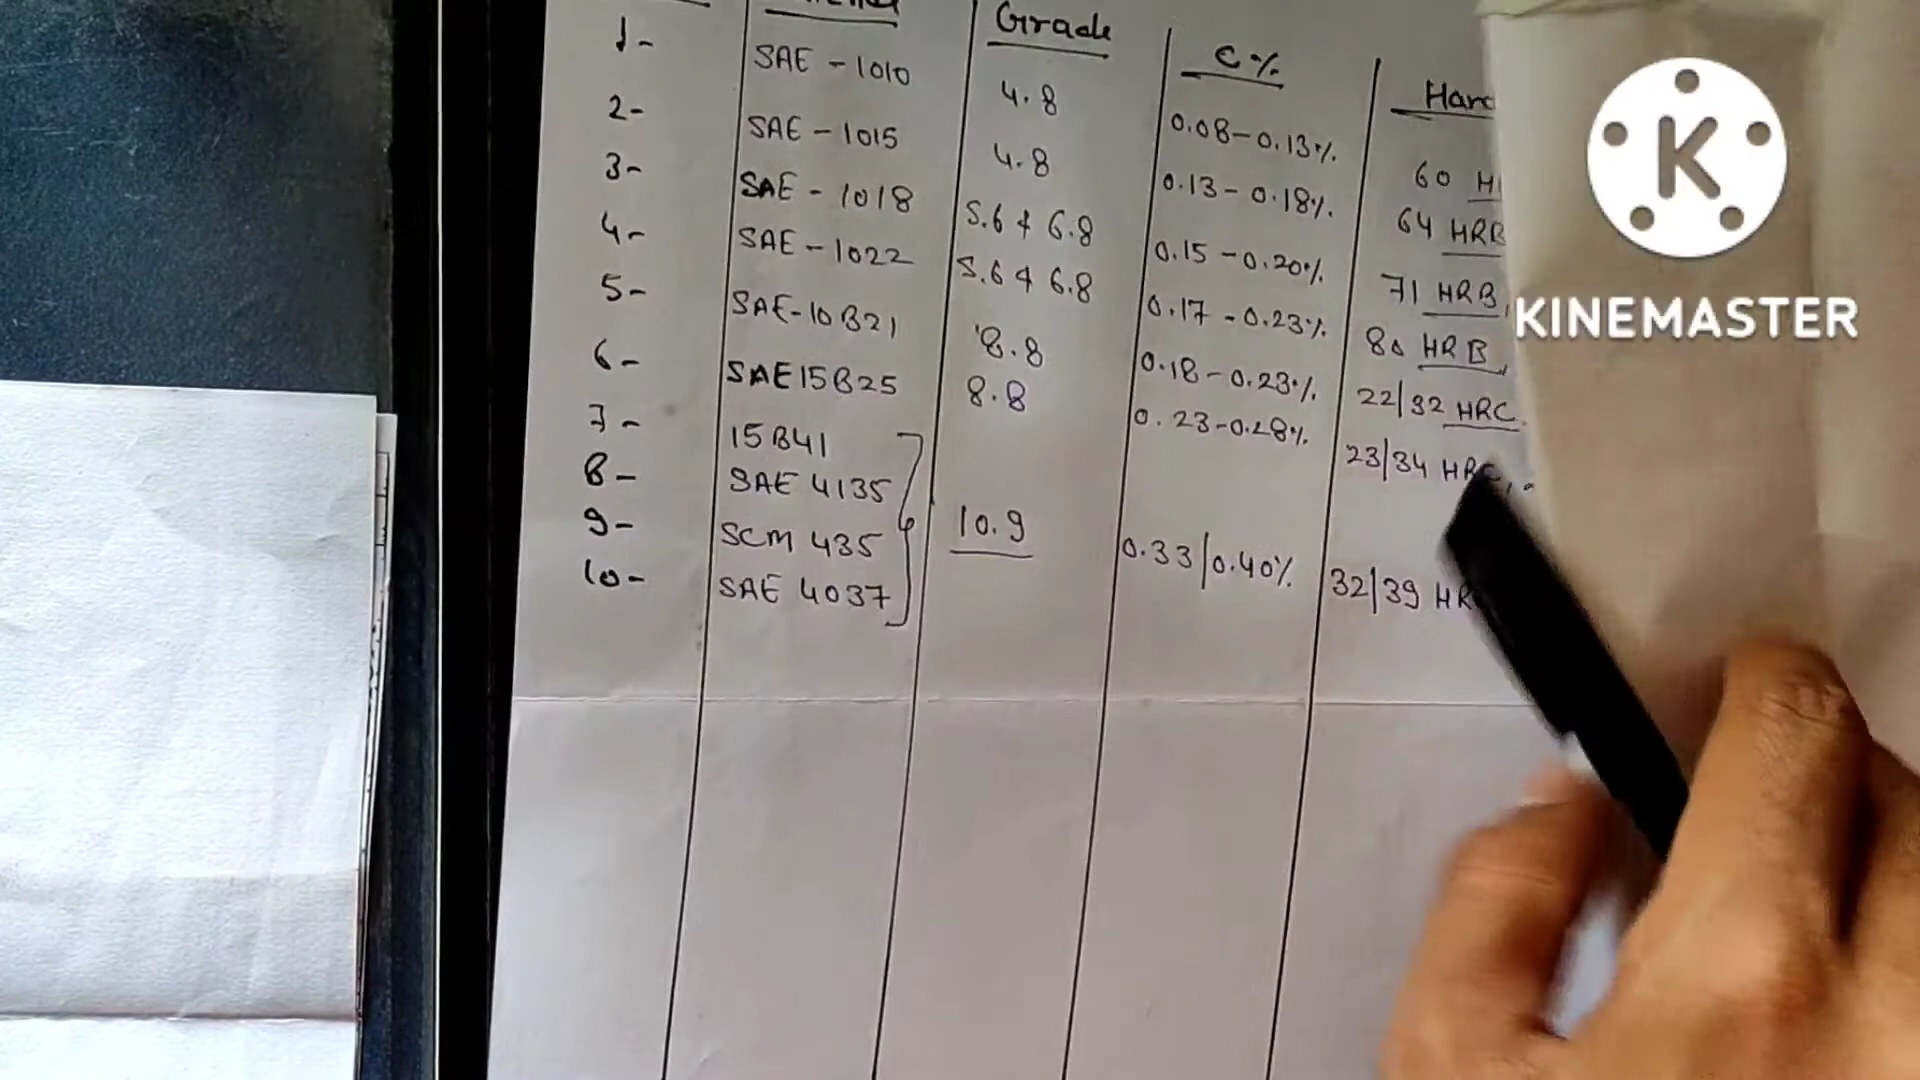 Grade C%
1- SAE - 1010 4.8 0.08-0.13% 60
2- SAE - 1015 4.8 0.13-0.18% 64 HRB
3- SAE - 1018 5.6 & 6.8 0.15-0.20% 71 HRB
4- SAE - 1022 5.6 & 6.8 0.17-0.23% 80 HRB
5- SAE-10B21 8.8 0.18-0.23% 22/32 HRC
6- SAE15B25 8.8 0.23-0.28% 23/34 HRC
7- 15B41
8- SAE 4135
9- SCM 435 10.9 0.33/0.40% 32/39
10- SAE 4037
KINEMASTER